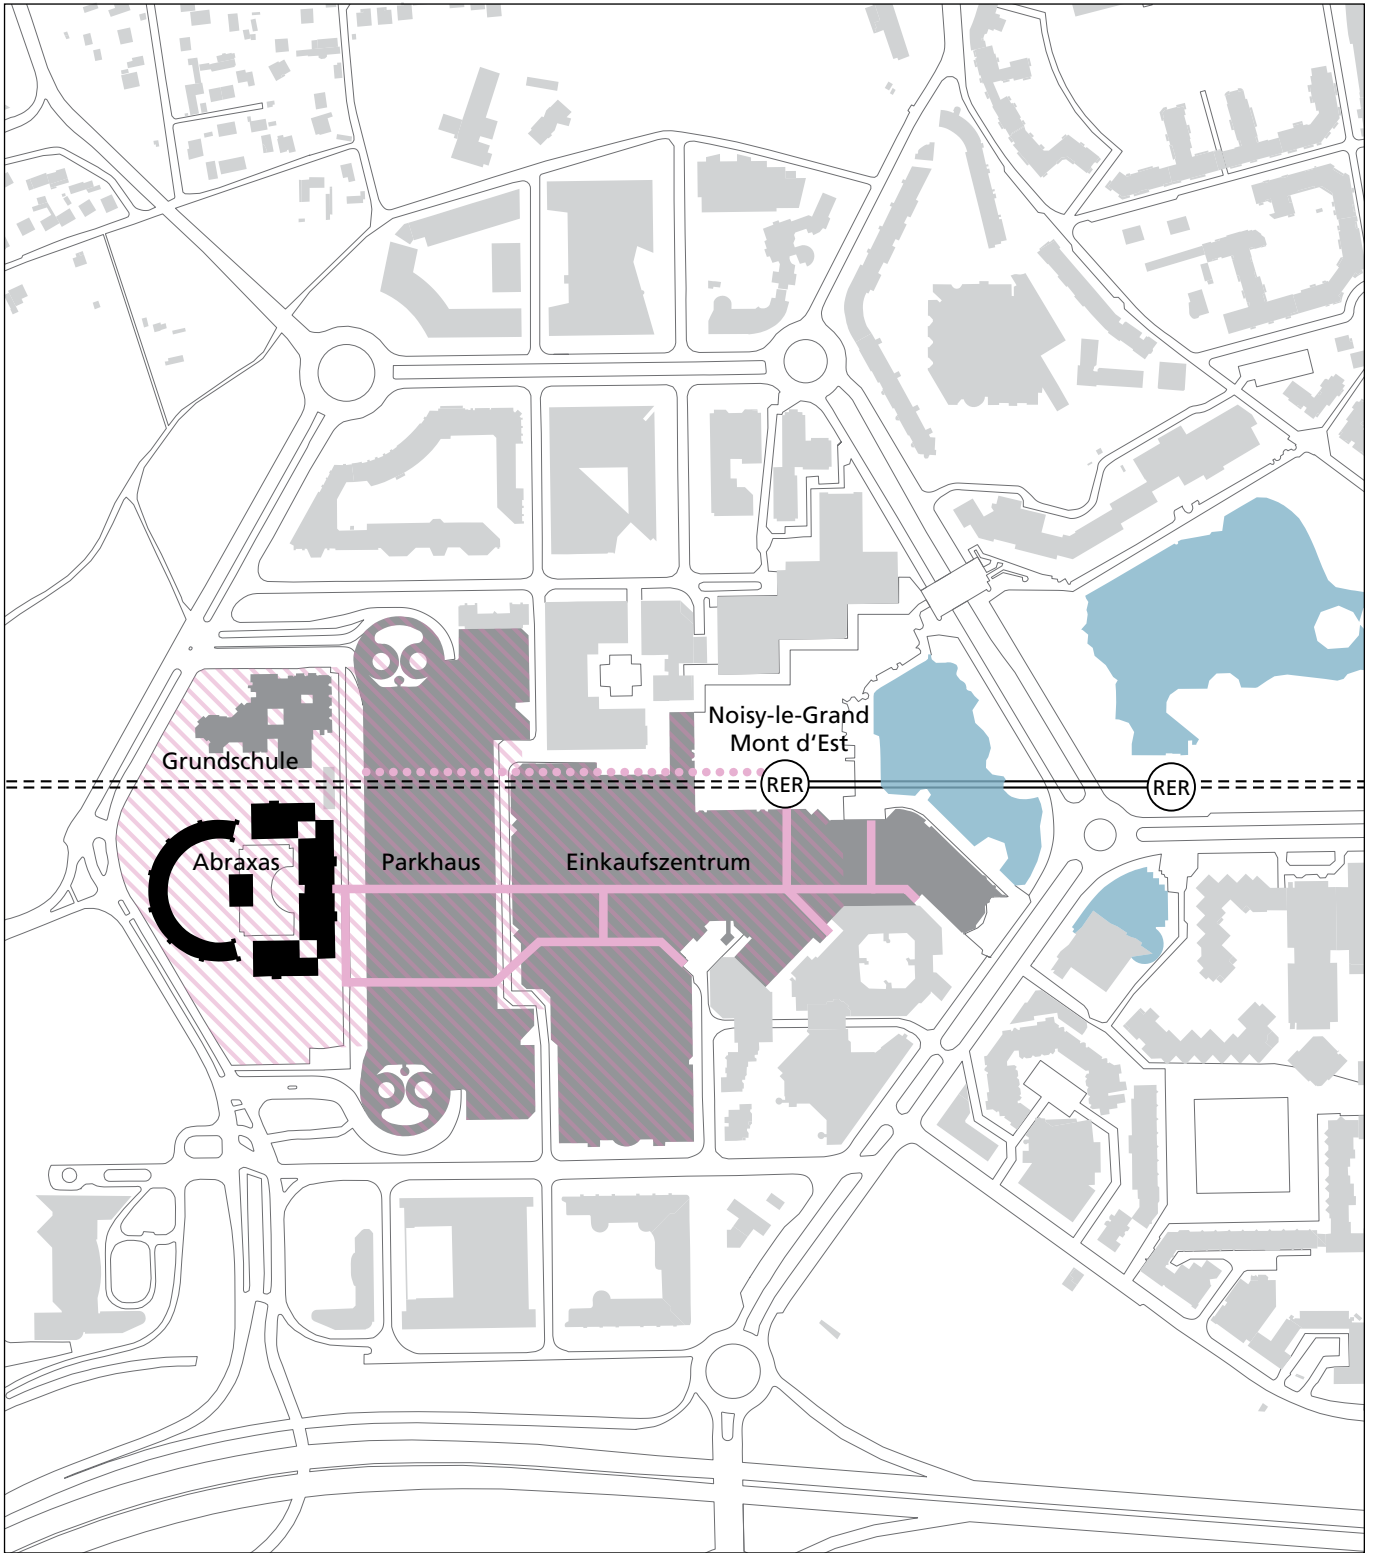 Noisy-le-Grand
Mont d'Est
Grundschule
RER
RER
Abraxas
Parkhaus
Einkaufszentrum